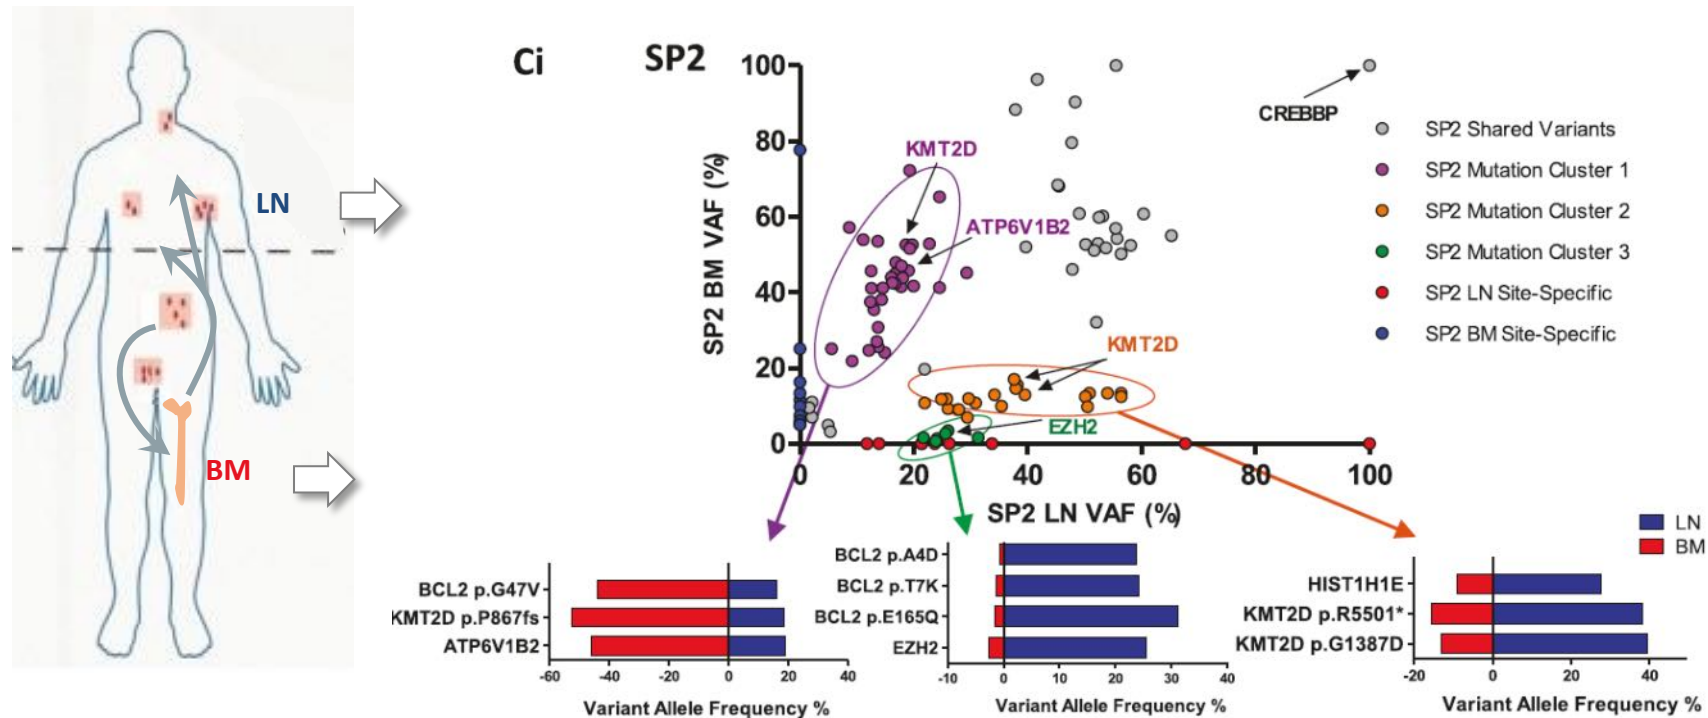 LN
BM
Ci
SP2
100
80
60
40
20
0
SP2 BM VAF (%)
0 20 40 60 80 100
SP2 LN VAF (%)
KMT2D
ATP6V1B2
CREBBP
KMT2D
EZH2
SP2 Shared Variants
SP2 Mutation Cluster 1
SP2 Mutation Cluster 2
SP2 Mutation Cluster 3
SP2 LN Site-Specific
SP2 BM Site-Specific
BCL2 p.G47V
KMT2D p.P867fs
ATP6V1B2
-60 -40 -20 0 20 40
Variant Allele Frequency %
BCL2 p.A4D
BCL2 p.T7K
BCL2 p.E165Q
EZH2
-10 0 10 20 30 40
Variant Allele Frequency %
LN
BM
HIST1H1E
KMT2D p.R5501*
KMT2D p.G1387D
-20 0 20 40
Variant Allele Frequency %